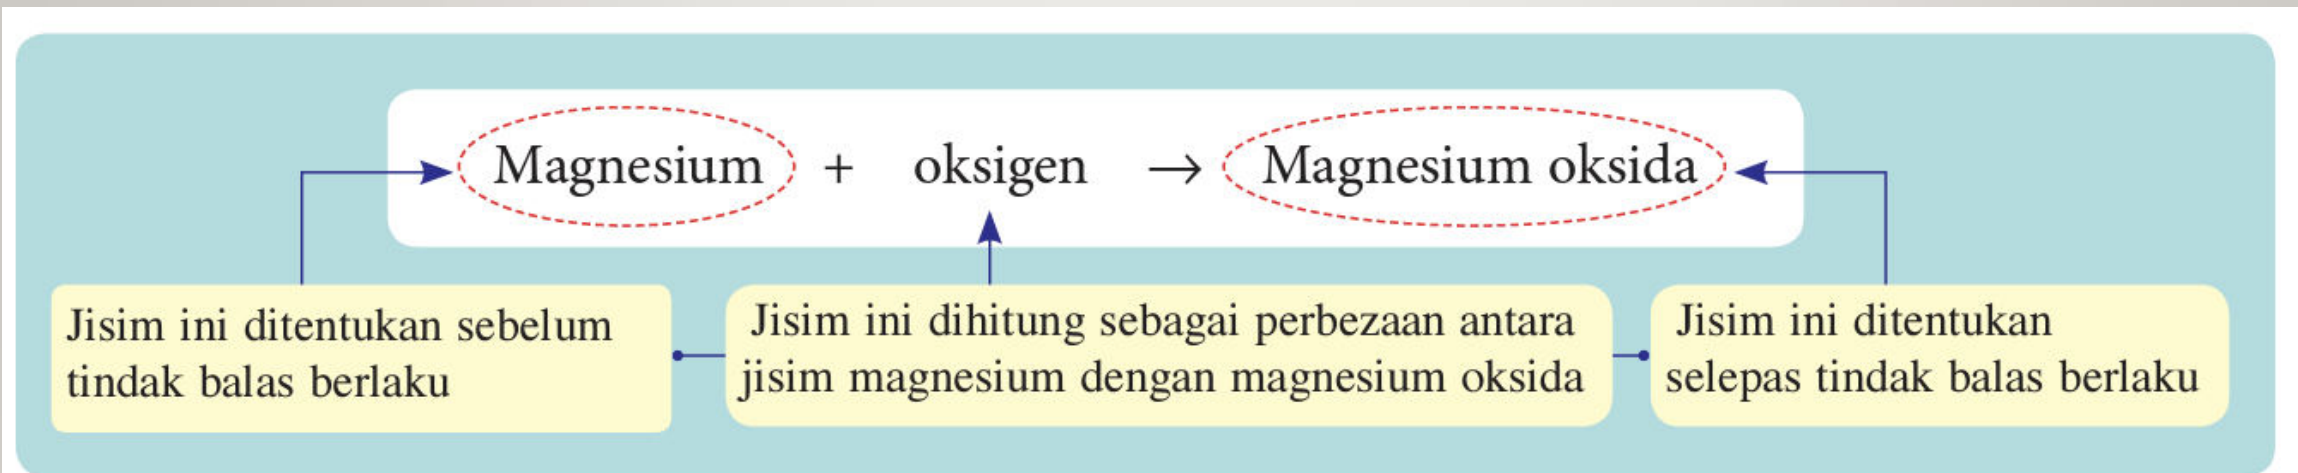 Magnesium + oksigen → Magnesium oksida
Jisim ini ditentukan sebelum
tindak balas berlaku
Jisim ini dihitung sebagai perbezaan antara
jisim magnesium dengan magnesium oksida
Jisim ini ditentukan
selepas tindak balas berlaku